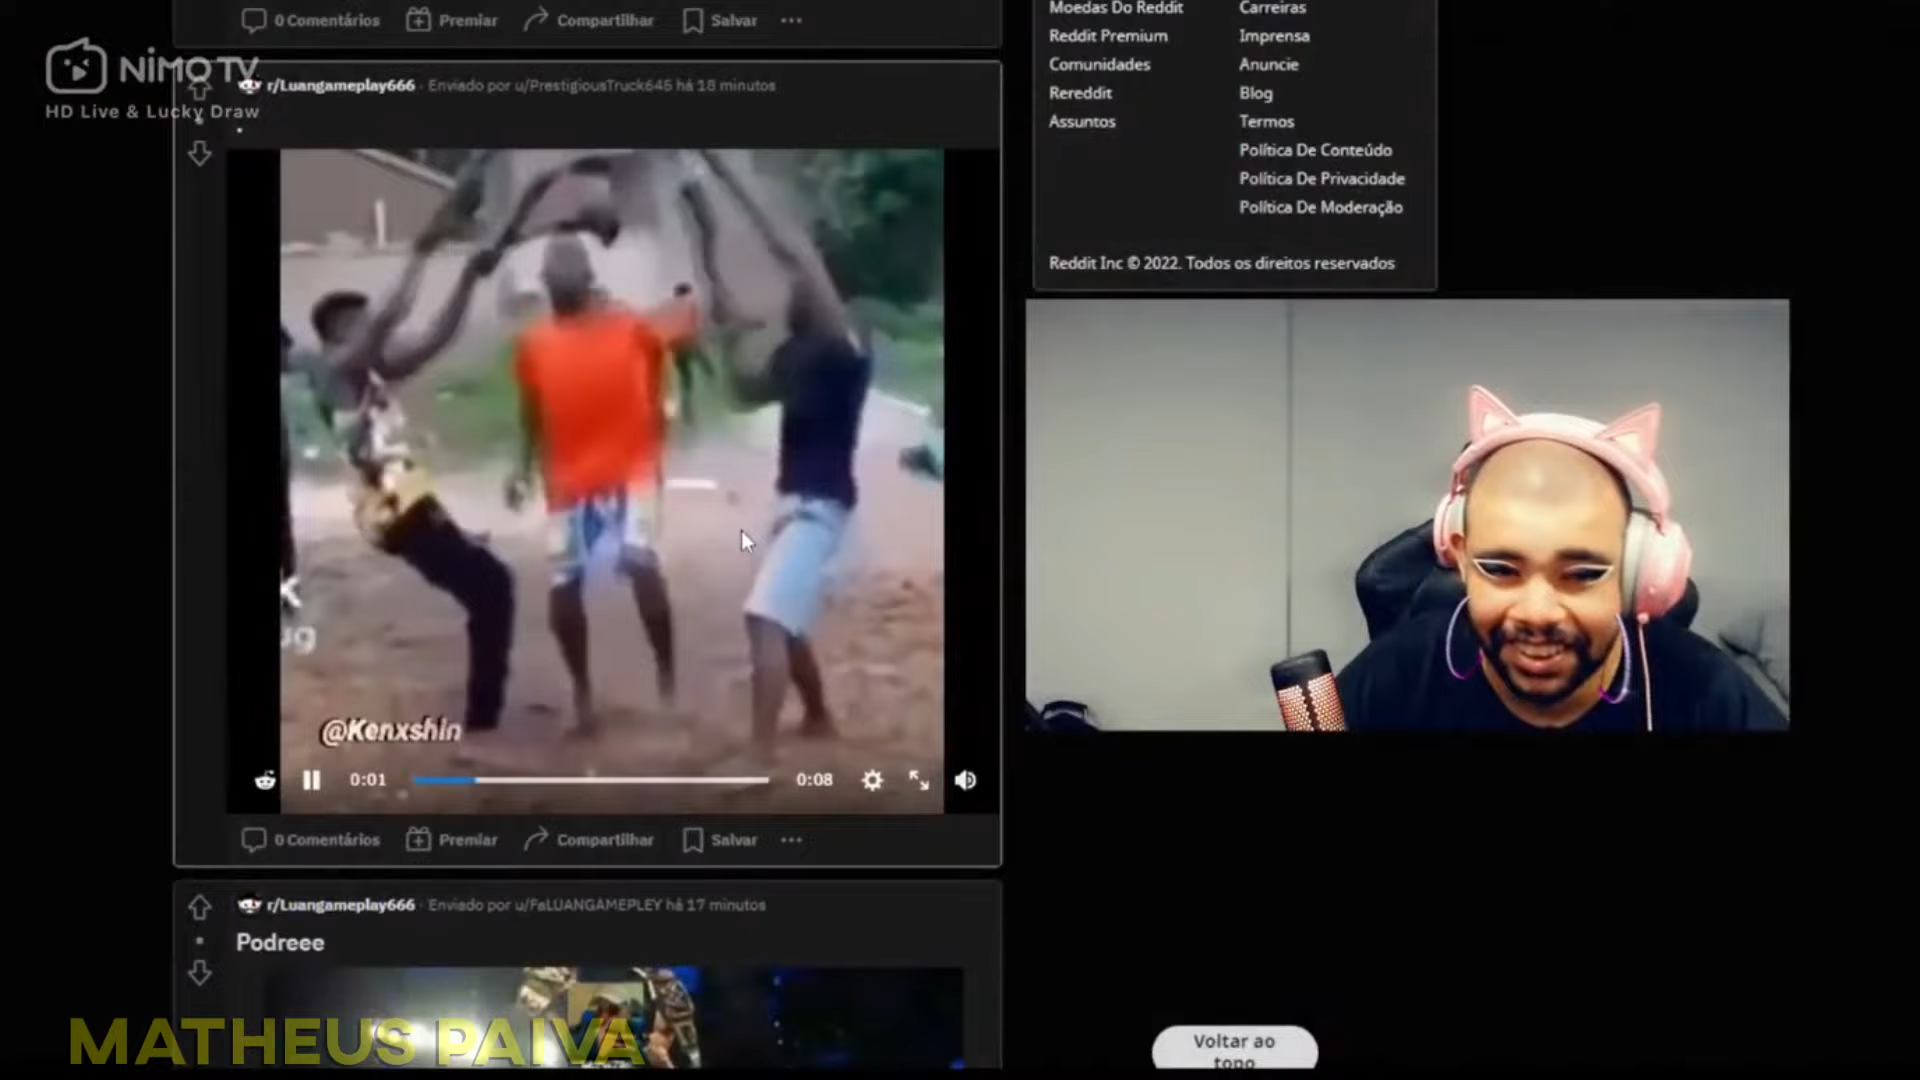 0 Comentários Premiar Compartilhar Salvar
NiMO TV
HD Live & Lucky Draw
r/Luangameplay666 · Enviado por u/PrestigiousTruck645 há 18 minutos
.
@Kenxshin
0:01 0:08
0 Comentários Premiar Compartilhar Salvar
r/Luangameplay666 · Enviado por u/FaLUANGAMEPLEY há 17 minutos
Podreee
MATHEUS PAIVA
Moedas Do Reddit Carreiras
Reddit Premium Imprensa
Comunidades Anuncie
Rereddit Blog
Assuntos Termos
Política De Conteúdo
Política De Privacidade
Política De Moderação
Reddit Inc © 2022. Todos os direitos reservados
Voltar ao
topo